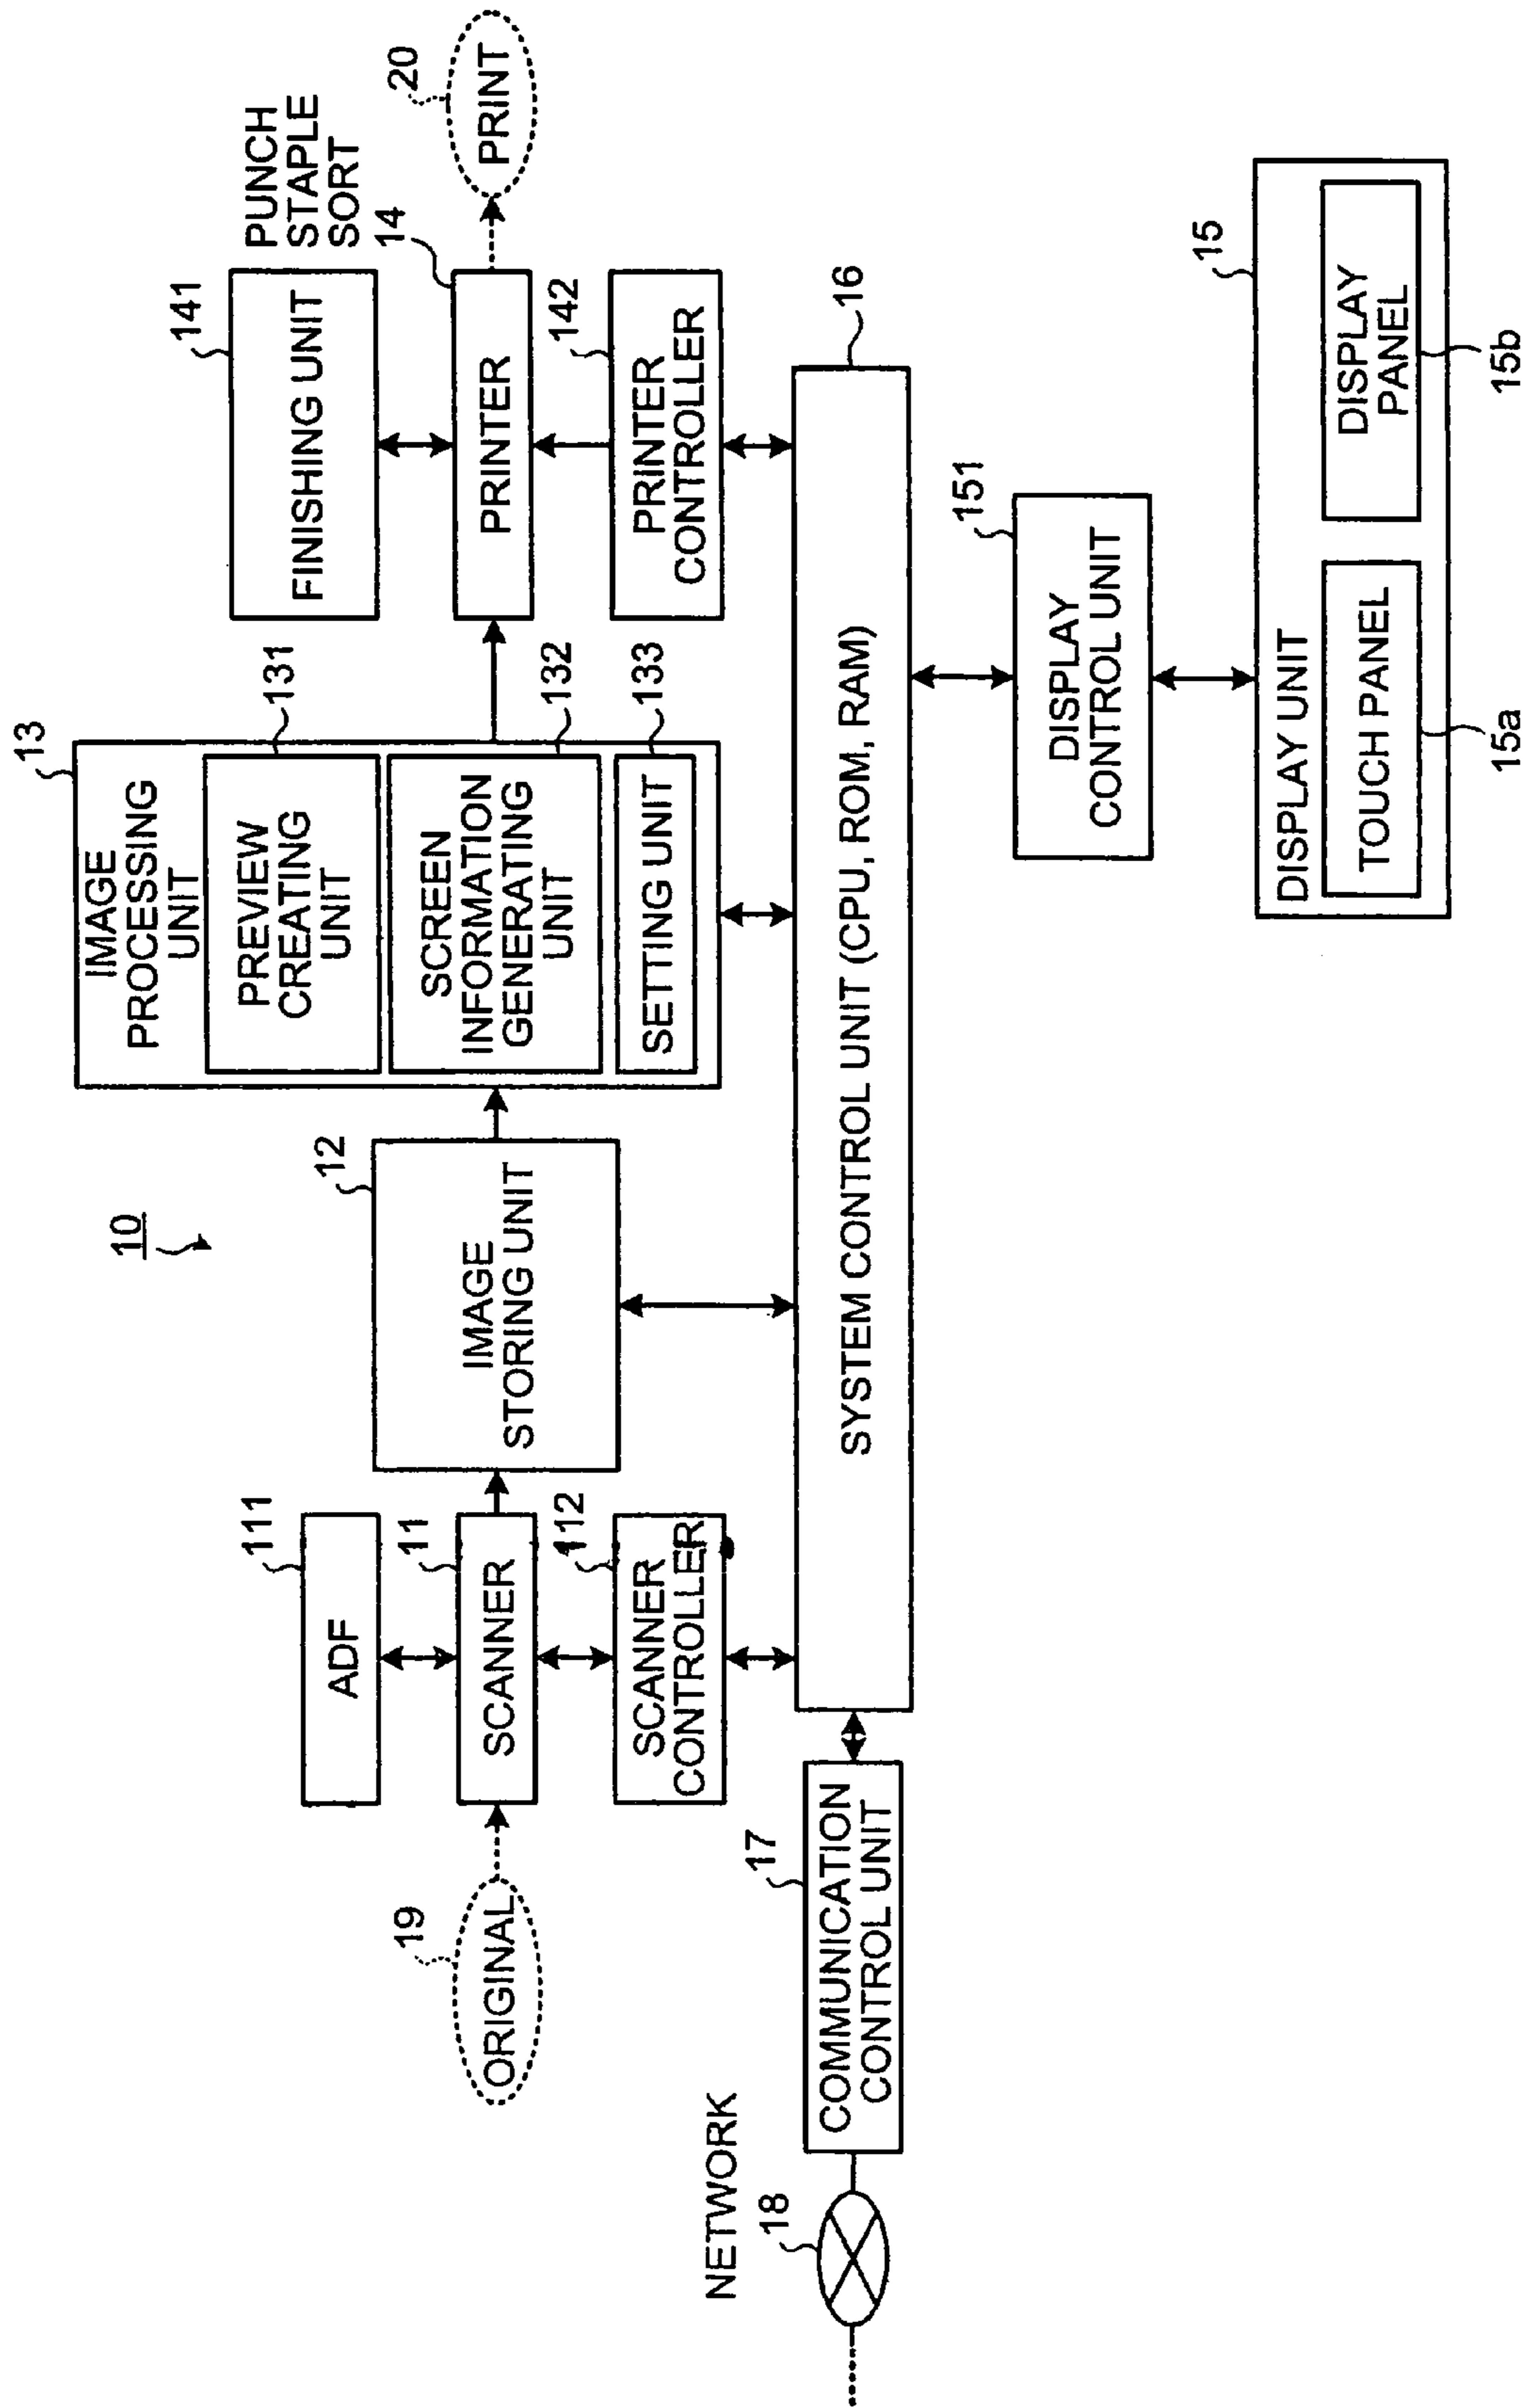 10
13
IMAGE
PROCESSING
UNIT
131
PREVIEW
CREATING
UNIT
132
SCREEN
INFORMATION
GENERATING
UNIT
133
SETTING UNIT
141
FINISHING UNIT
PUNCH
STAPLE
SORT
111
ADF
12
IMAGE
STORING UNIT
14
PRINTER
20
PRINT
19
ORIGINAL
11
SCANNER
112
SCANNER
CONTROLLER
142
PRINTER
CONTROLLER
16
SYSTEM CONTROL UNIT (CPU, ROM, RAM)
NETWORK
18
17
COMMUNICATION
CONTROL UNIT
151
DISPLAY
CONTROL UNIT
15
DISPLAY UNIT
TOUCH PANEL
DISPLAY
PANEL
15a
15b